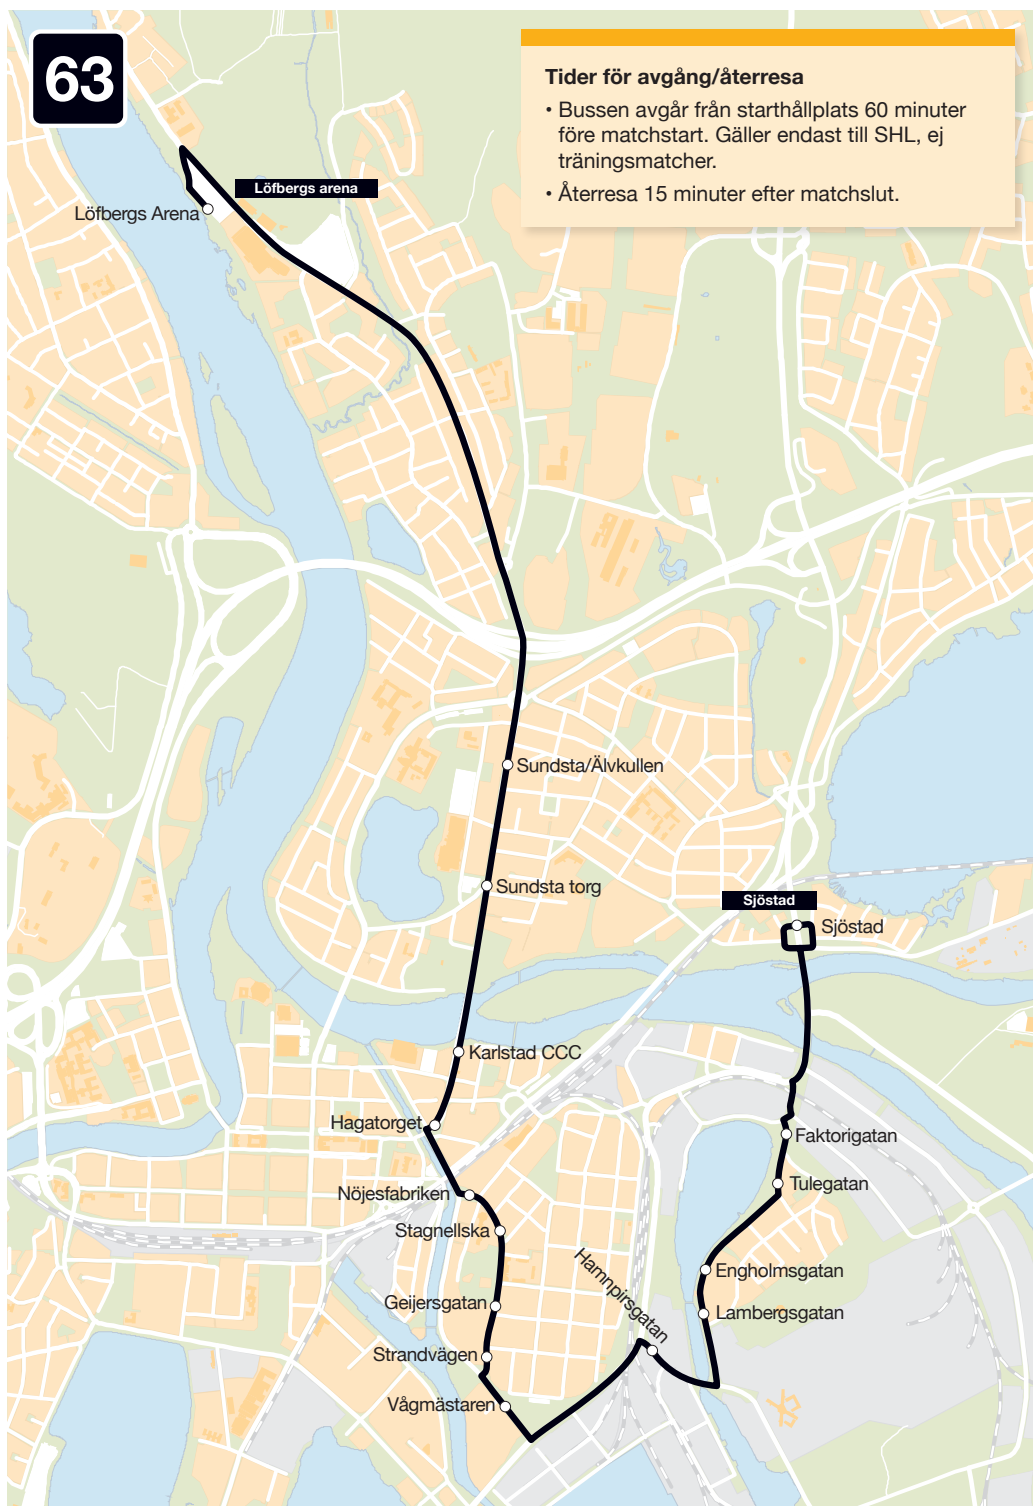 63
Tider för avgång/återresa
• Bussen avgår från starthållplats 60 minuter
före matchstart. Gäller endast till SHL, ej
träningsmatcher.
• Återresa 15 minuter efter matchslut.
Löfbergs arena
Löfbergs Arena
Sundsta/Älvkullen
Sundsta torg
Sjöstad
Sjöstad
Karlstad CCC
Hagatorget
Faktorigatan
Tulegatan
Nöjesfabriken
Stagnellska
Hamnpirsgatan
Engholmsgatan
Geijersgatan
Lambergsgatan
Strandvägen
Vågmästaren